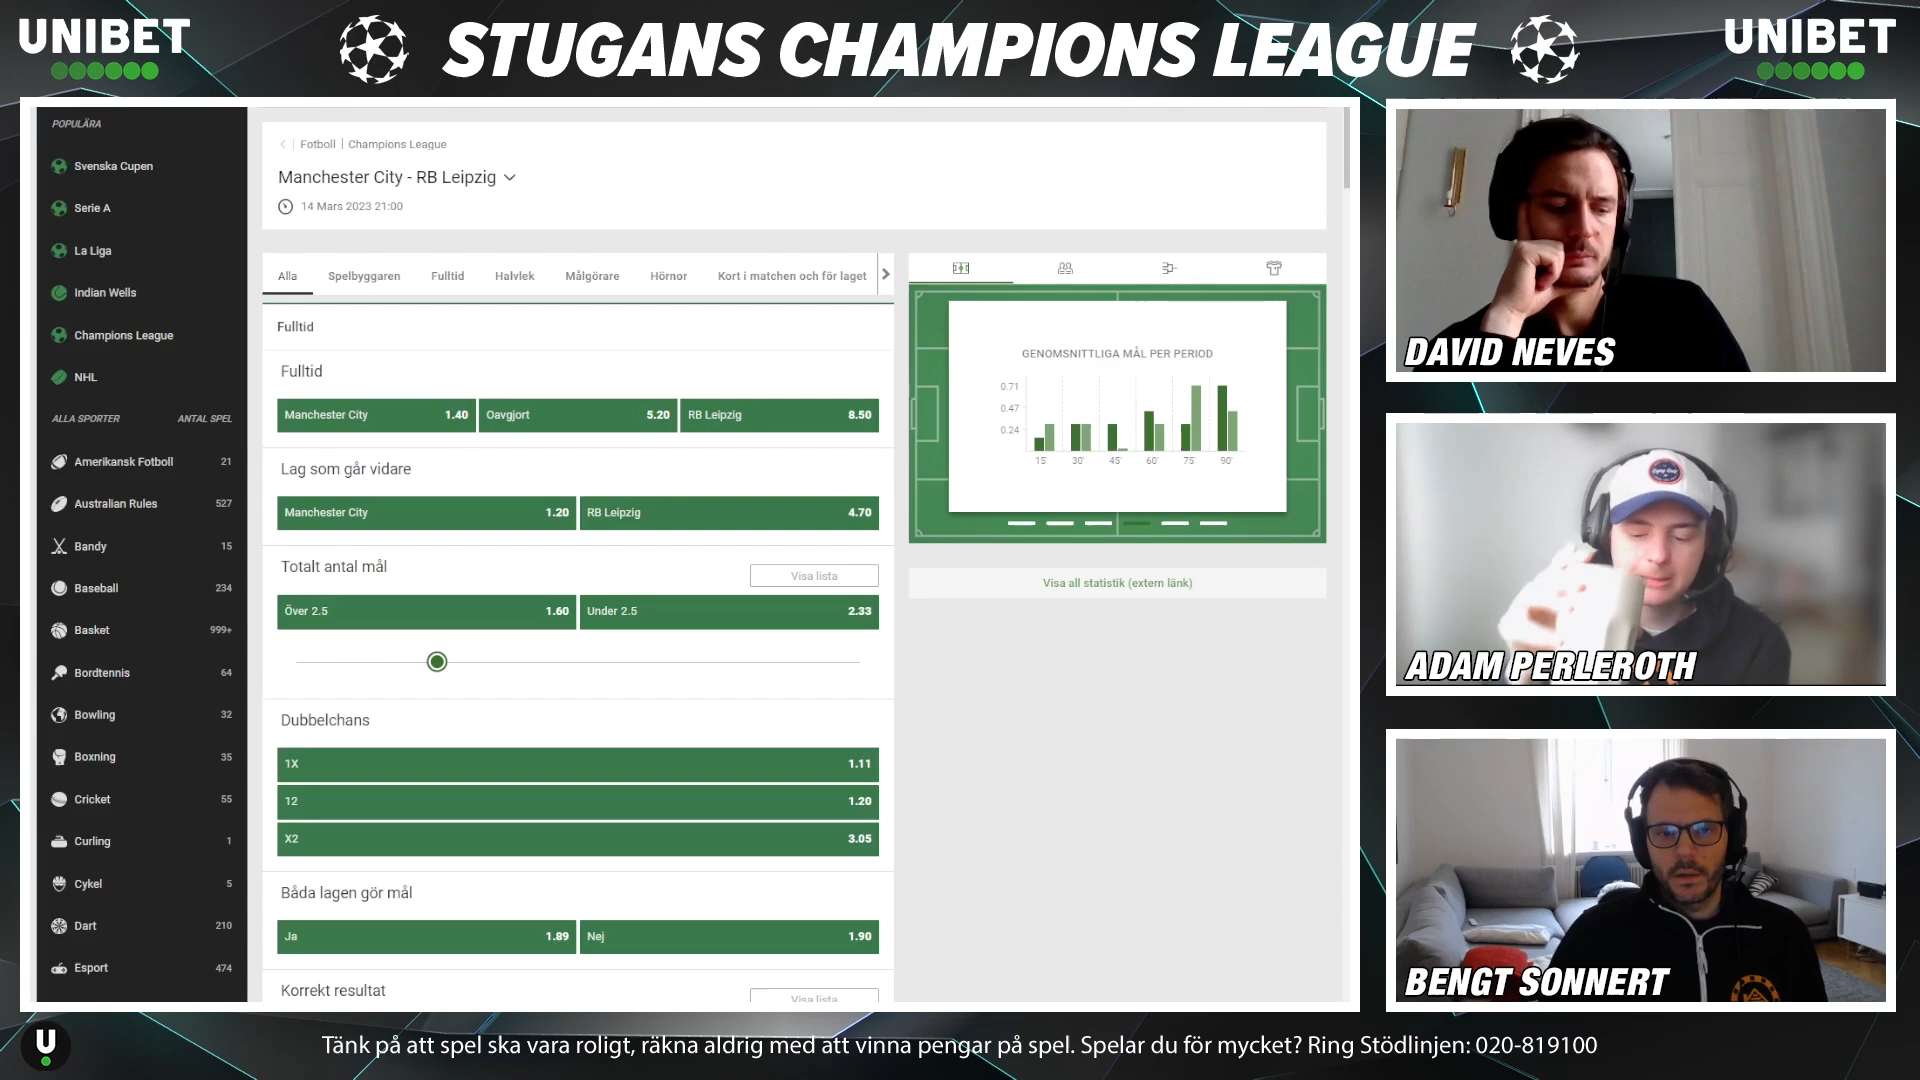 UNIBET
STUGANS CHAMPIONS LEAGUE
UNIBET
POPULÄRA
Svenska Cupen
Serie A
La Liga
Indian Wells
Champions League
NHL
ALLA SPORTER ANTAL SPEL
Amerikansk Fotboll 21
Australian Rules 527
Bandy 15
Baseball 234
Basket 999+
Bordtennis 64
Bowling 32
Boxning 35
Cricket 55
Curling 1
Cykel 5
Dart 210
Esport 474
Fotboll | Champions League
Manchester City - RB Leipzig
14 Mars 2023 21:00
Alla Spelbyggaren Fulltid Halvlek Målgörare Hörnor Kort i matchen och för laget
Fulltid
Fulltid
Manchester City 1.40 Oavgjort 5.20 RB Leipzig 8.50
Lag som går vidare
Manchester City 1.20 RB Leipzig 4.70
Totalt antal mål Visa lista
Över 2.5 1.60 Under 2.5 2.33
Dubbelchans
1X 1.11
12 1.20
X2 3.05
Båda lagen gör mål
Ja 1.89 Nej 1.90
Korrekt resultat Visa lista
GENOMSNITTLIGA MÅL PER PERIOD
0.71
0.47
0.24
15' 30' 45' 60' 75' 90'
Visa all statistik (extern länk)
DAVID NEVES
ADAM PERLEROTH
BENGT SONNERT
U
Tänk på att spel ska vara roligt, räkna aldrig med att vinna pengar på spel. Spelar du för mycket? Ring Stödlinjen: 020-819100